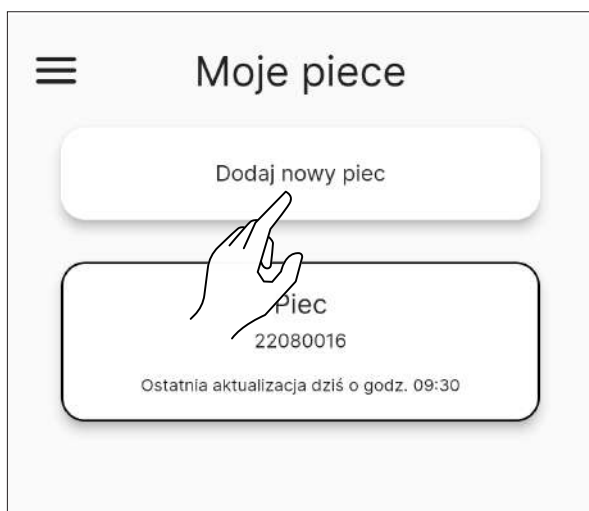 Moje piece
Dodaj nowy piec
Piec
22080016
Ostatnia aktualizacja dziś o godz. 09:30